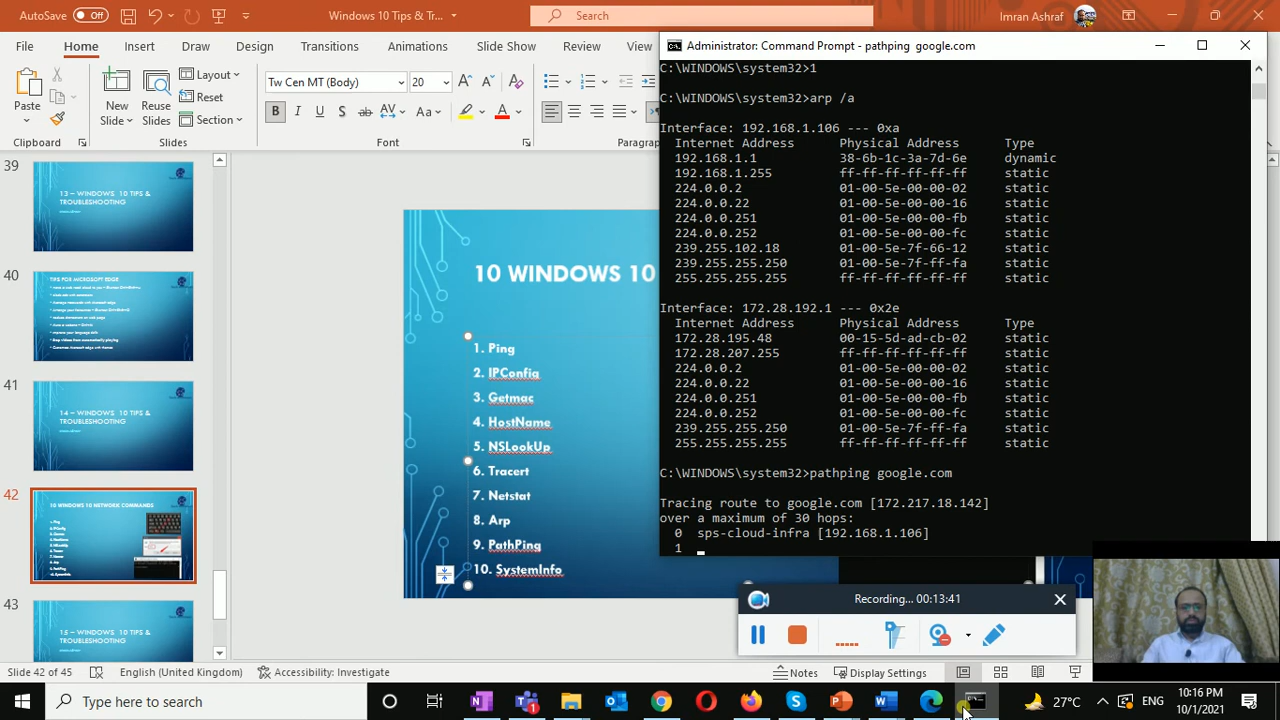 AutoSave Off
Windows 10 Tips & Tr...
Search
Imran Ashraf
File Home Insert Draw Design Transitions Animations Slide Show Review View
Paste
Reuse Slides
New Slide
Layout
Reset
Section
Tw Cen MT (Body) 20
B I U S ab AV Aa A
Clipboard Slides Font Paragr
39
13 – WINDOWS 10 TIPS & TROUBLESHOOTING
40
TIPS FOR MICROSOFT EDGE
41
14 – WINDOWS 10 TIPS & TROUBLESHOOTING
42
10 WINDOWS 10 NETWORK COMMANDS
43
15 – WINDOWS 10 TIPS & TROUBLESHOOTING
10 WINDOWS 10
1. Ping
2. IPConfig
3. Getmac
4. HostName
5. NSLookUp
6. Tracert
7. Netstat
8. Arp
9. PathPing
10. SystemInfo
Administrator: Command Prompt - pathping google.com
C:\WINDOWS\system32>1
C:\WINDOWS\system32>arp /a
Interface: 192.168.1.106 --- 0xa
Internet Address Physical Address Type
192.168.1.1 38-6b-1c-3a-7d-6e dynamic
192.168.1.255 ff-ff-ff-ff-ff-ff static
224.0.0.2 01-00-5e-00-00-02 static
224.0.0.22 01-00-5e-00-00-16 static
224.0.0.251 01-00-5e-00-00-fb static
224.0.0.252 01-00-5e-00-00-fc static
239.255.102.18 01-00-5e-7f-66-12 static
239.255.255.250 01-00-5e-7f-ff-fa static
255.255.255.255 ff-ff-ff-ff-ff-ff static
Interface: 172.28.192.1 --- 0x2e
Internet Address Physical Address Type
172.28.195.48 00-15-5d-ad-cb-02 static
172.28.207.255 ff-ff-ff-ff-ff-ff static
224.0.0.2 01-00-5e-00-00-02 static
224.0.0.22 01-00-5e-00-00-16 static
224.0.0.251 01-00-5e-00-00-fb static
224.0.0.252 01-00-5e-00-00-fc static
239.255.255.250 01-00-5e-7f-ff-fa static
255.255.255.255 ff-ff-ff-ff-ff-ff static
C:\WINDOWS\system32>pathping google.com
Tracing route to google.com [172.217.18.142]
over a maximum of 30 hops:
0 sps-cloud-infra [192.168.1.106]
1
Recording... 00:13:41
Slide 42 of 45 English (United Kingdom) Accessibility: Investigate Notes Display Settings
Type here to search
27°C ENG
10:16 PM
10/1/2021